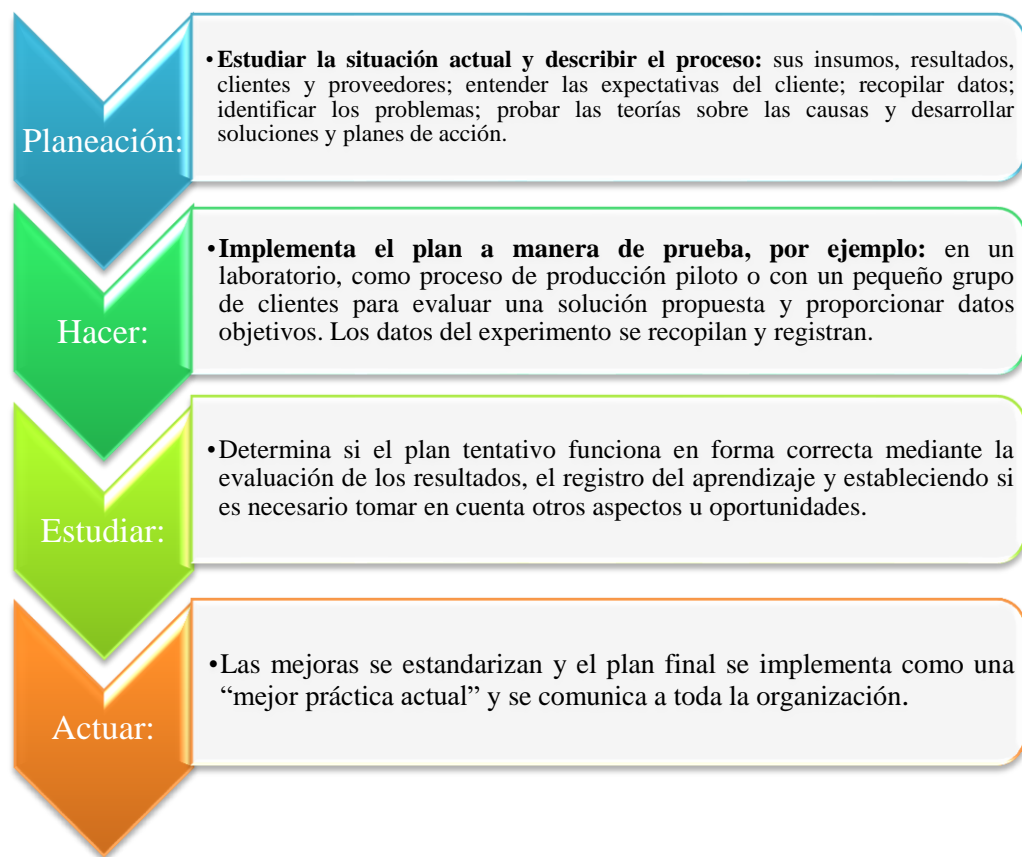 Planeación:
•Estudiar la situación actual y describir el proceso: sus insumos, resultados,
clientes y proveedores; entender las expectativas del cliente; recopilar datos;
identificar los problemas; probar las teorías sobre las causas y desarrollar
soluciones y planes de acción.
Hacer:
•Implementa el plan a manera de prueba, por ejemplo: en un
laboratorio, como proceso de producción piloto o con un pequeño grupo
de clientes para evaluar una solución propuesta y proporcionar datos
objetivos. Los datos del experimento se recopilan y registran.
Estudiar:
•Determina si el plan tentativo funciona en forma correcta mediante la
evaluación de los resultados, el registro del aprendizaje y estableciendo si
es necesario tomar en cuenta otros aspectos u oportunidades.
Actuar:
•Las mejoras se estandarizan y el plan final se implementa como una
“mejor práctica actual” y se comunica a toda la organización.